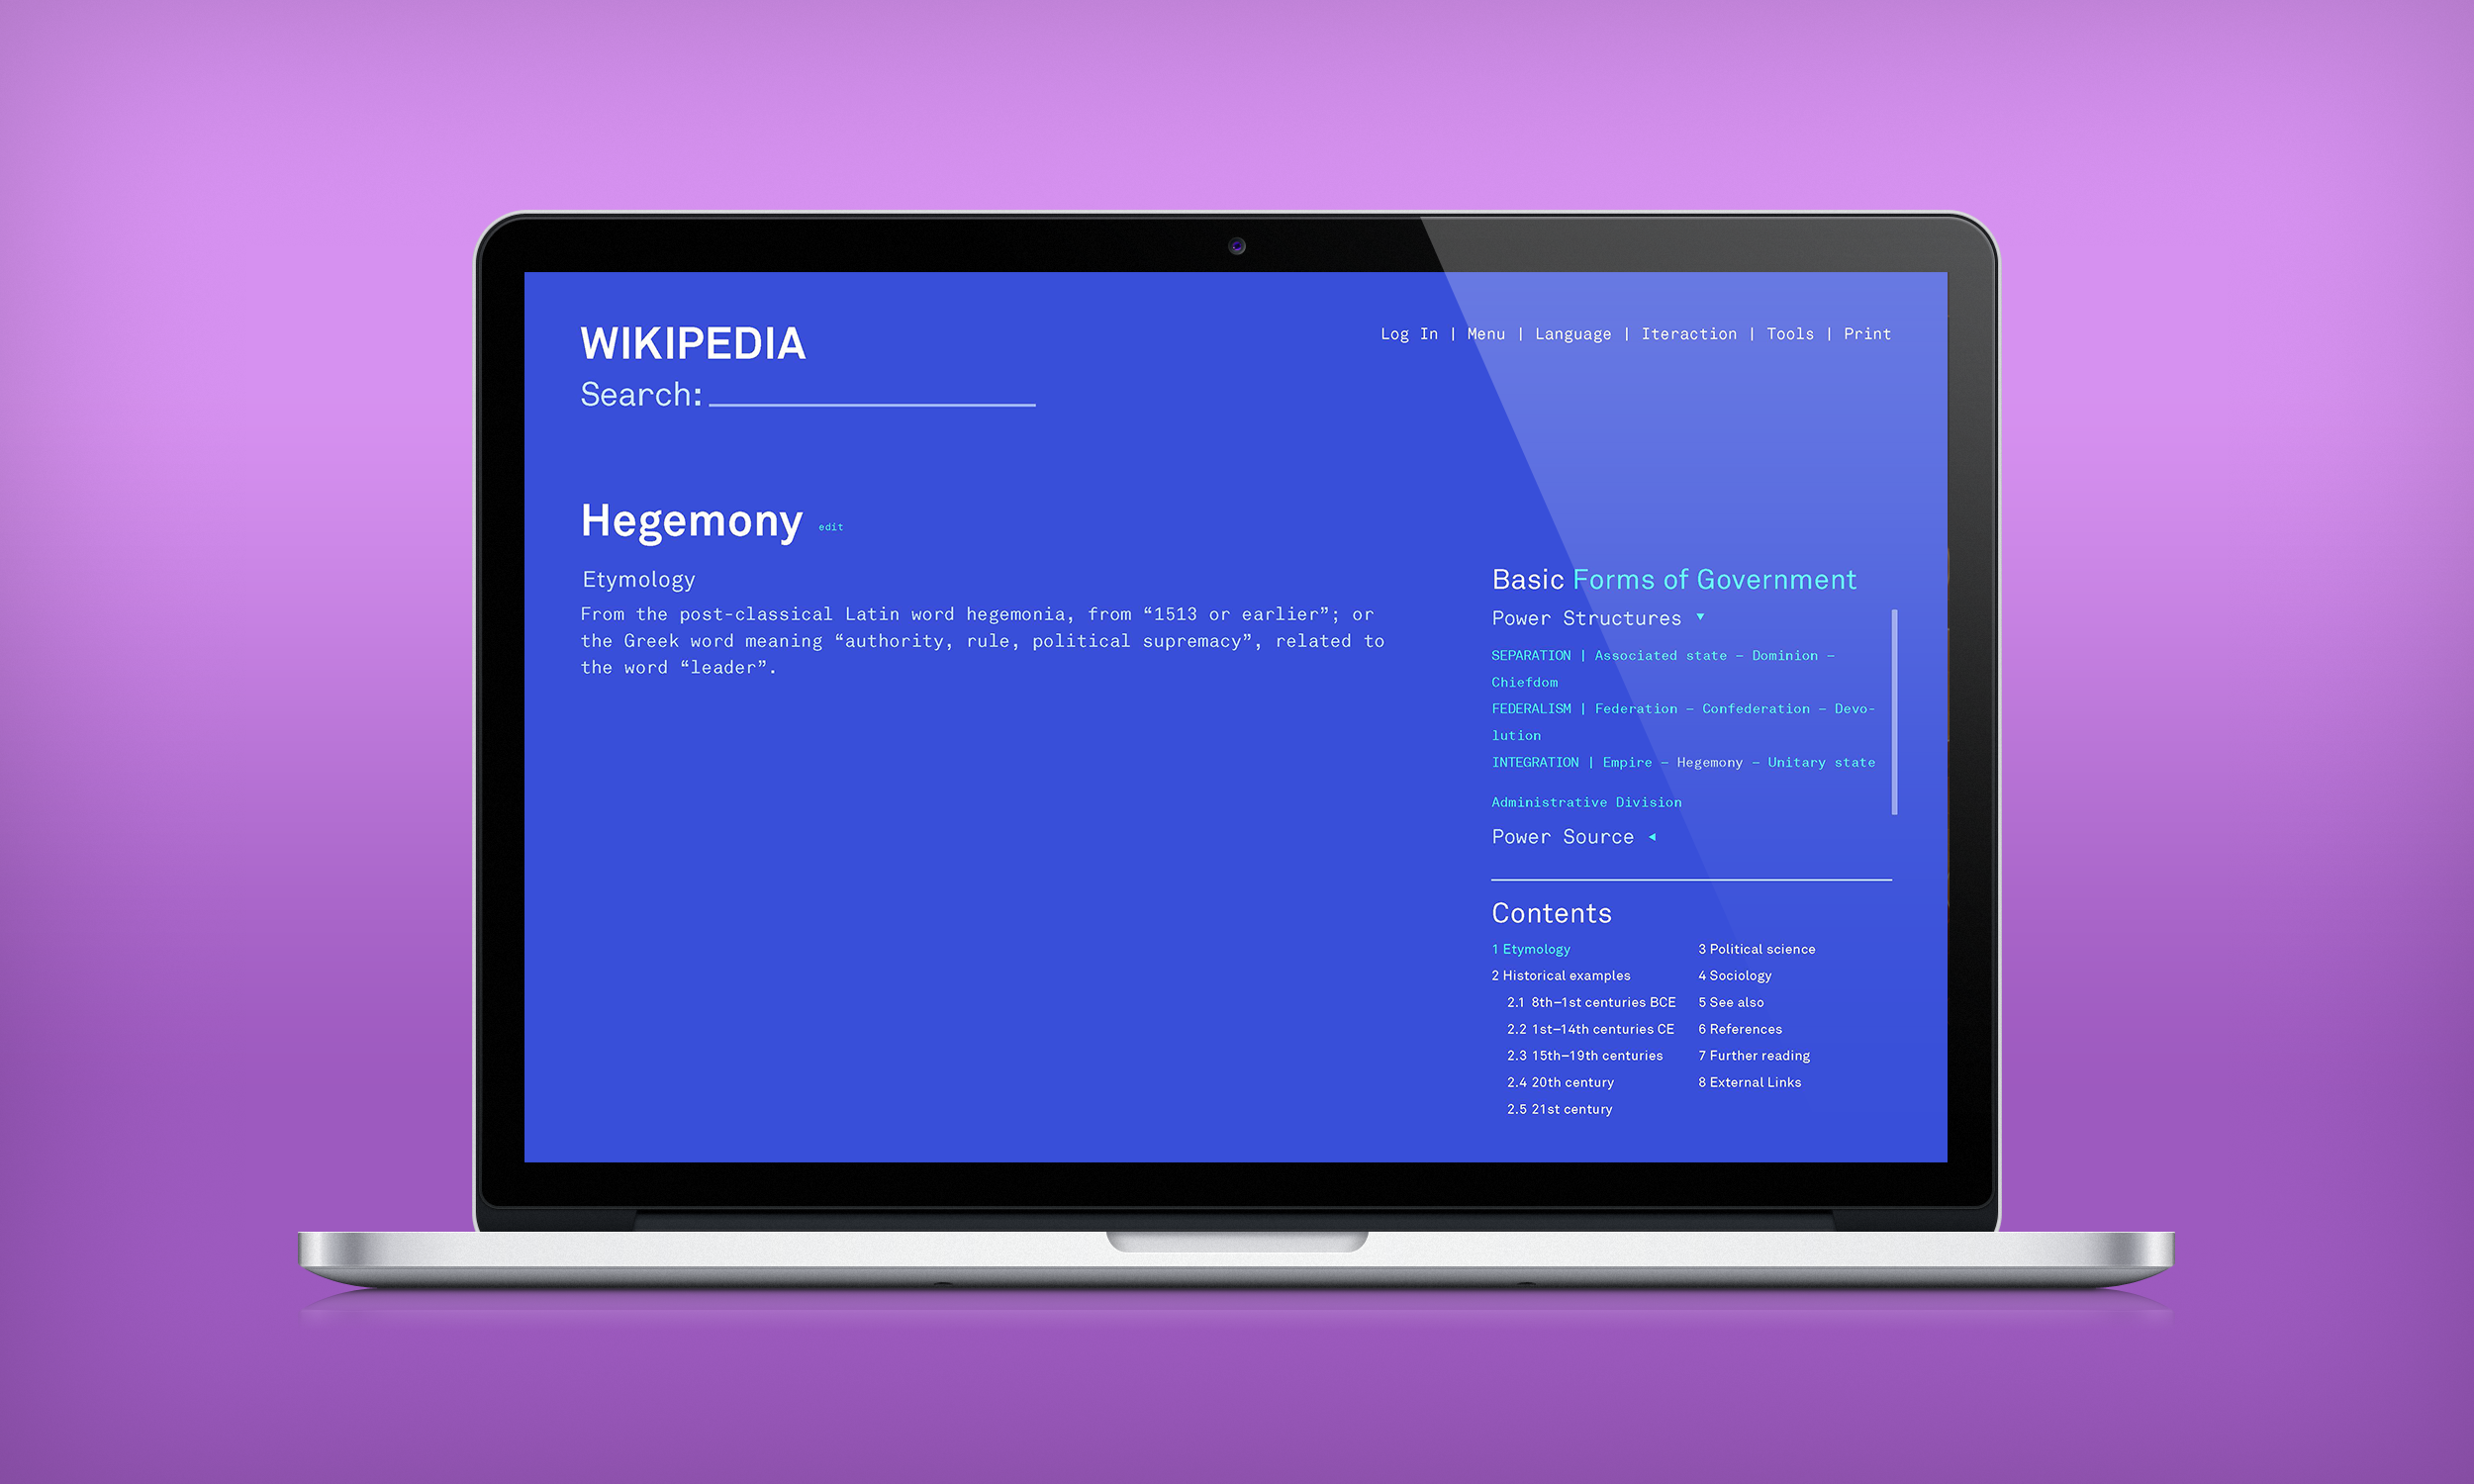 WIKIPEDIA
Log In | Menu | Language | Iteraction | Tools | Print
Search:
Hegemony edit
Etymology
From the post-classical Latin word hegemonia, from “1513 or earlier”; or
the Greek word meaning “authority, rule, political supremacy”, related to
the word “leader”.
Basic Forms of Government
Power Structures ▼
SEPARATION | Associated state – Dominion –
Chiefdom
FEDERALISM | Federation – Confederation – Devo-
lution
INTEGRATION | Empire – Hegemony – Unitary state
Administrative Division
Power Source ◄
Contents
1 Etymology
2 Historical examples
2.1 8th–1st centuries BCE
2.2 1st–14th centuries CE
2.3 15th–19th centuries
2.4 20th century
2.5 21st century
3 Political science
4 Sociology
5 See also
6 References
7 Further reading
8 External Links